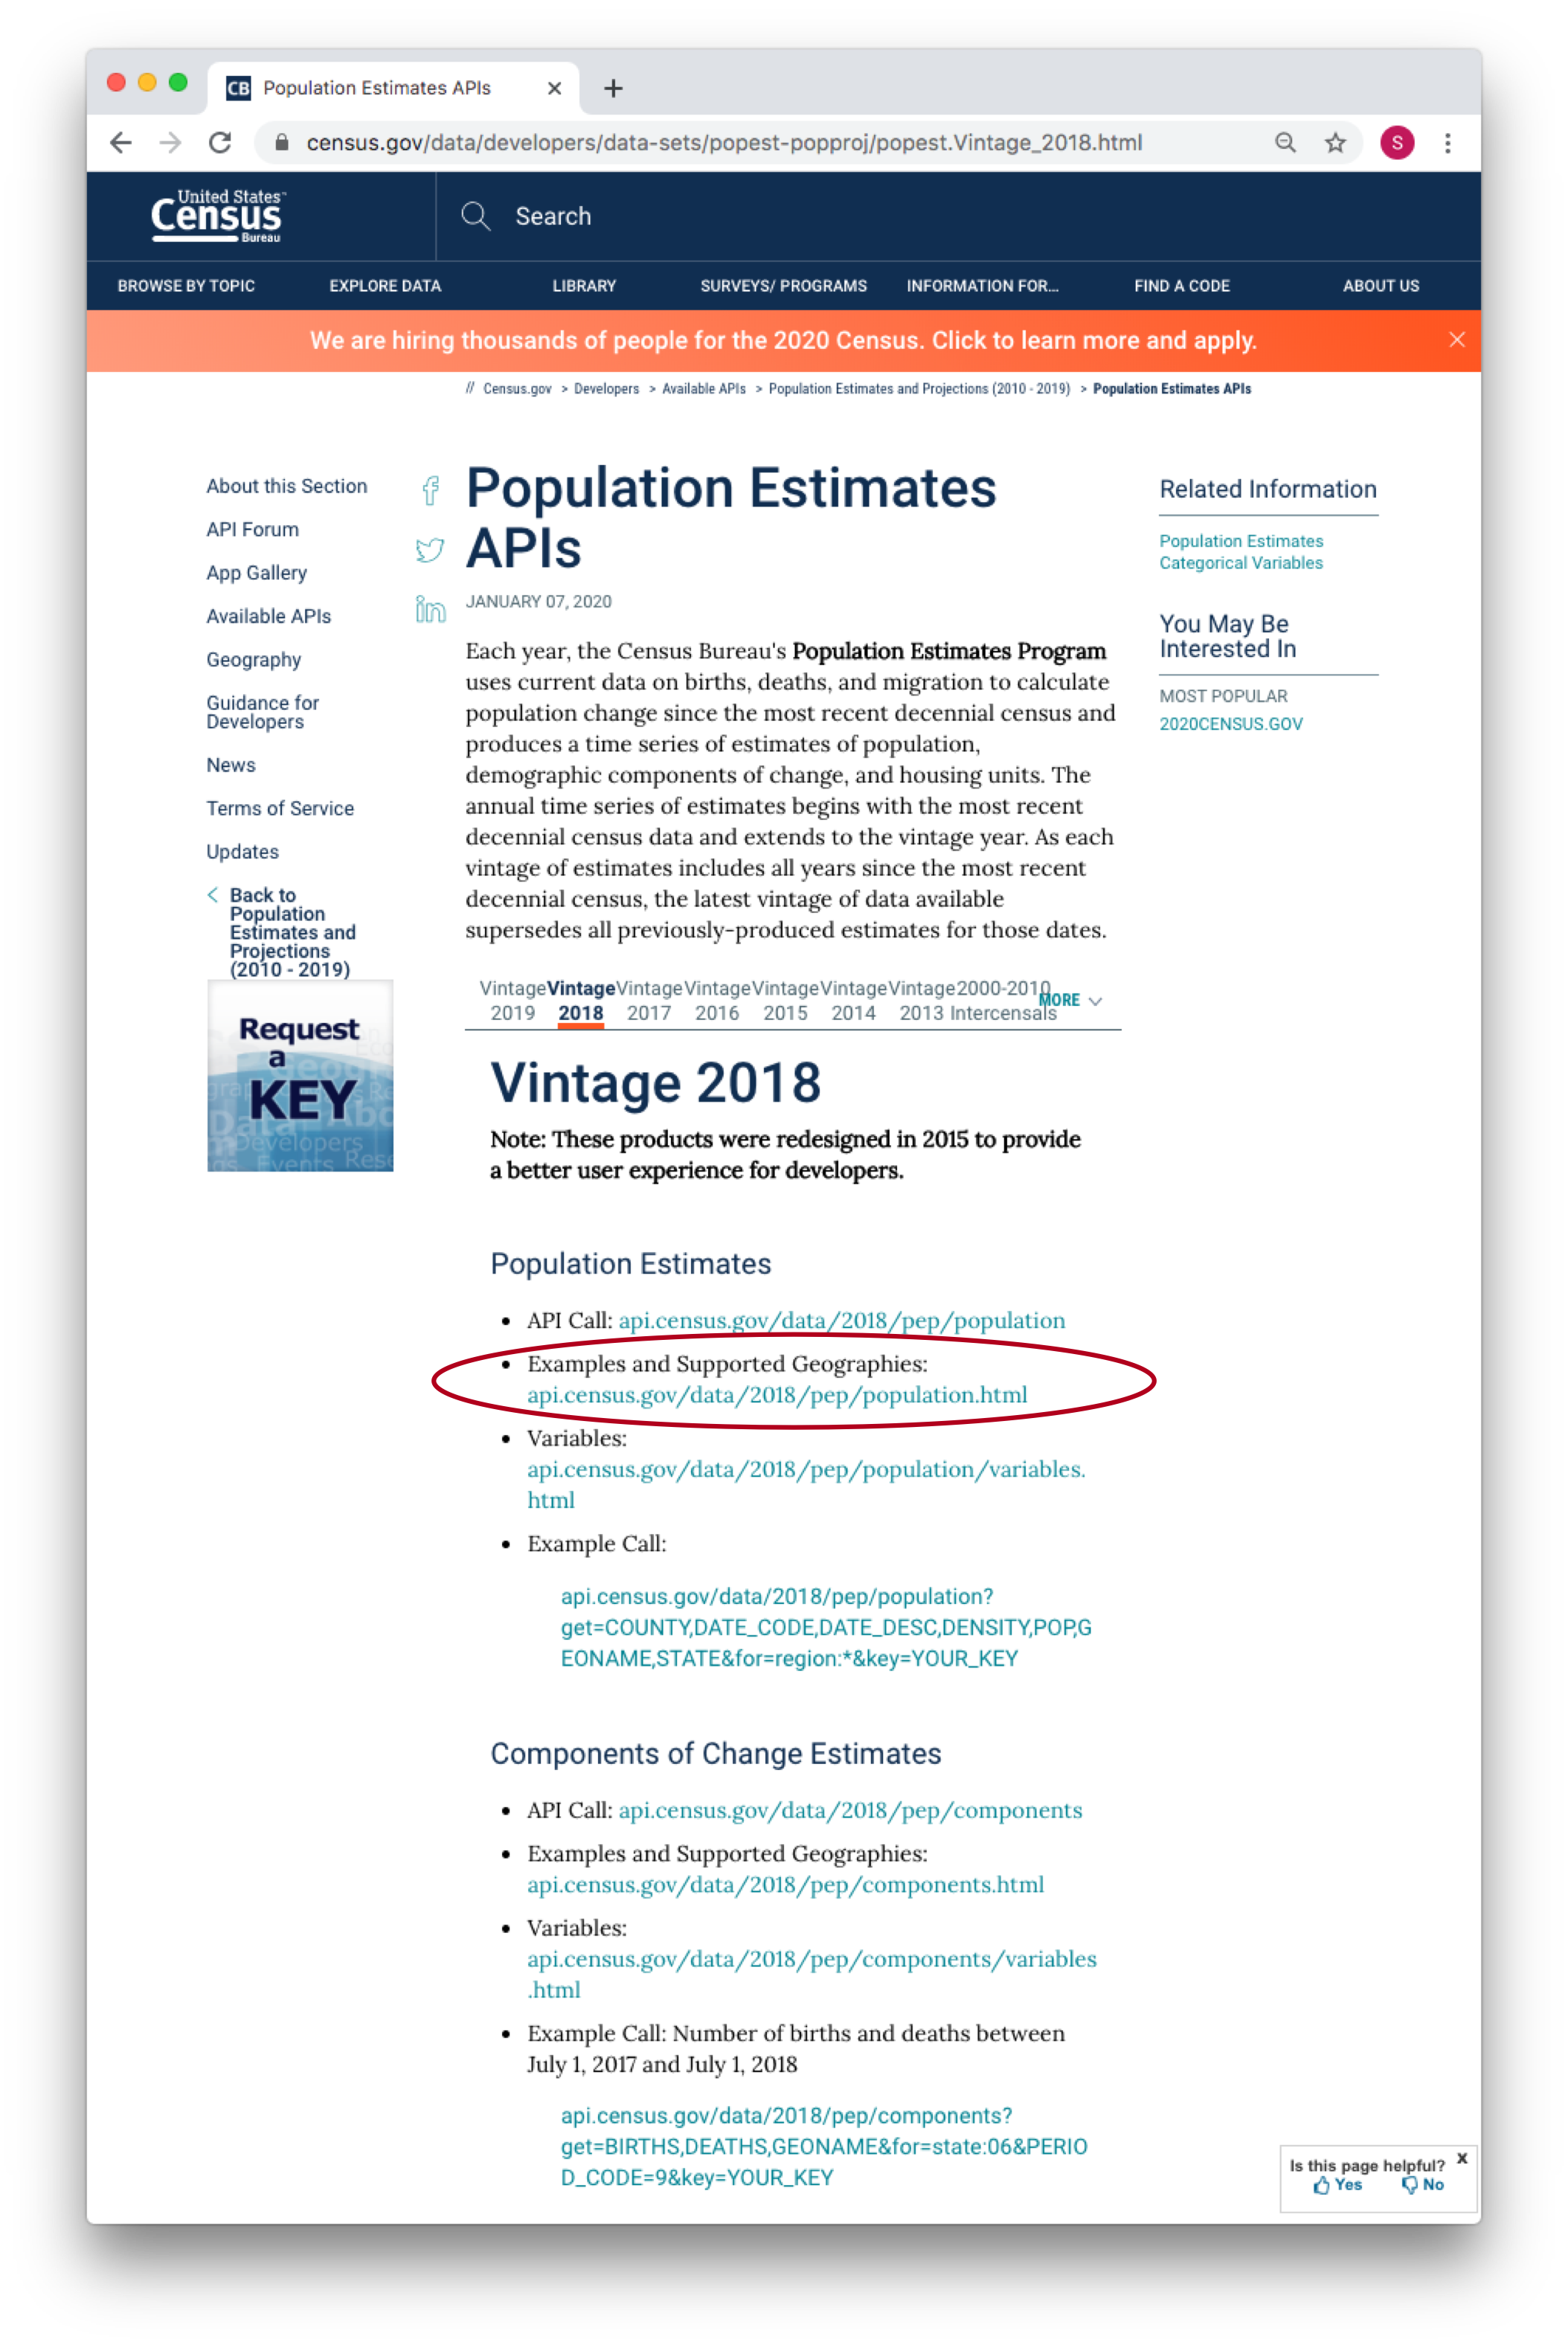 CB Population Estimates APIs
census.gov/data/developers/data-sets/popest-popproj/popest.Vintage_2018.html
S
United States™
Census
Bureau
Search
BROWSE BY TOPIC EXPLORE DATA LIBRARY SURVEYS/ PROGRAMS INFORMATION FOR... FIND A CODE ABOUT US
We are hiring thousands of people for the 2020 Census. Click to learn more and apply.
// Census.gov > Developers > Available APIs > Population Estimates and Projections (2010 - 2019) > Population Estimates APIs
About this Section
API Forum
App Gallery
Available APIs
Geography
Guidance for
Developers
News
Terms of Service
Updates
< Back to
Population
Estimates and
Projections
(2010 - 2019)
Request
a
KEY
Population Estimates
APIs
JANUARY 07, 2020
Each year, the Census Bureau's Population Estimates Program
uses current data on births, deaths, and migration to calculate
population change since the most recent decennial census and
produces a time series of estimates of population,
demographic components of change, and housing units. The
annual time series of estimates begins with the most recent
decennial census data and extends to the vintage year. As each
vintage of estimates includes all years since the most recent
decennial census, the latest vintage of data available
supersedes all previously-produced estimates for those dates.
Related Information
Population Estimates
Categorical Variables
You May Be
Interested In
MOST POPULAR
2020CENSUS.GOV
Vintage Vintage Vintage Vintage Vintage Vintage Vintage 2000-2010
2019 2018 2017 2016 2015 2014 2013 Intercensals
MORE
Vintage 2018
Note: These products were redesigned in 2015 to provide
a better user experience for developers.
Population Estimates
• API Call: api.census.gov/data/2018/pep/population
• Examples and Supported Geographies:
api.census.gov/data/2018/pep/population.html
• Variables:
api.census.gov/data/2018/pep/population/variables.
html
• Example Call:
api.census.gov/data/2018/pep/population?
get=COUNTY,DATE_CODE,DATE_DESC,DENSITY,POP,G
EONAME,STATE&for=region:*&key=YOUR_KEY
Components of Change Estimates
• API Call: api.census.gov/data/2018/pep/components
• Examples and Supported Geographies:
api.census.gov/data/2018/pep/components.html
• Variables:
api.census.gov/data/2018/pep/components/variables
.html
• Example Call: Number of births and deaths between
July 1, 2017 and July 1, 2018
api.census.gov/data/2018/pep/components?
get=BIRTHS,DEATHS,GEONAME&for=state:06&PERIO
D_CODE=9&key=YOUR_KEY
Is this page helpful? X
Yes No